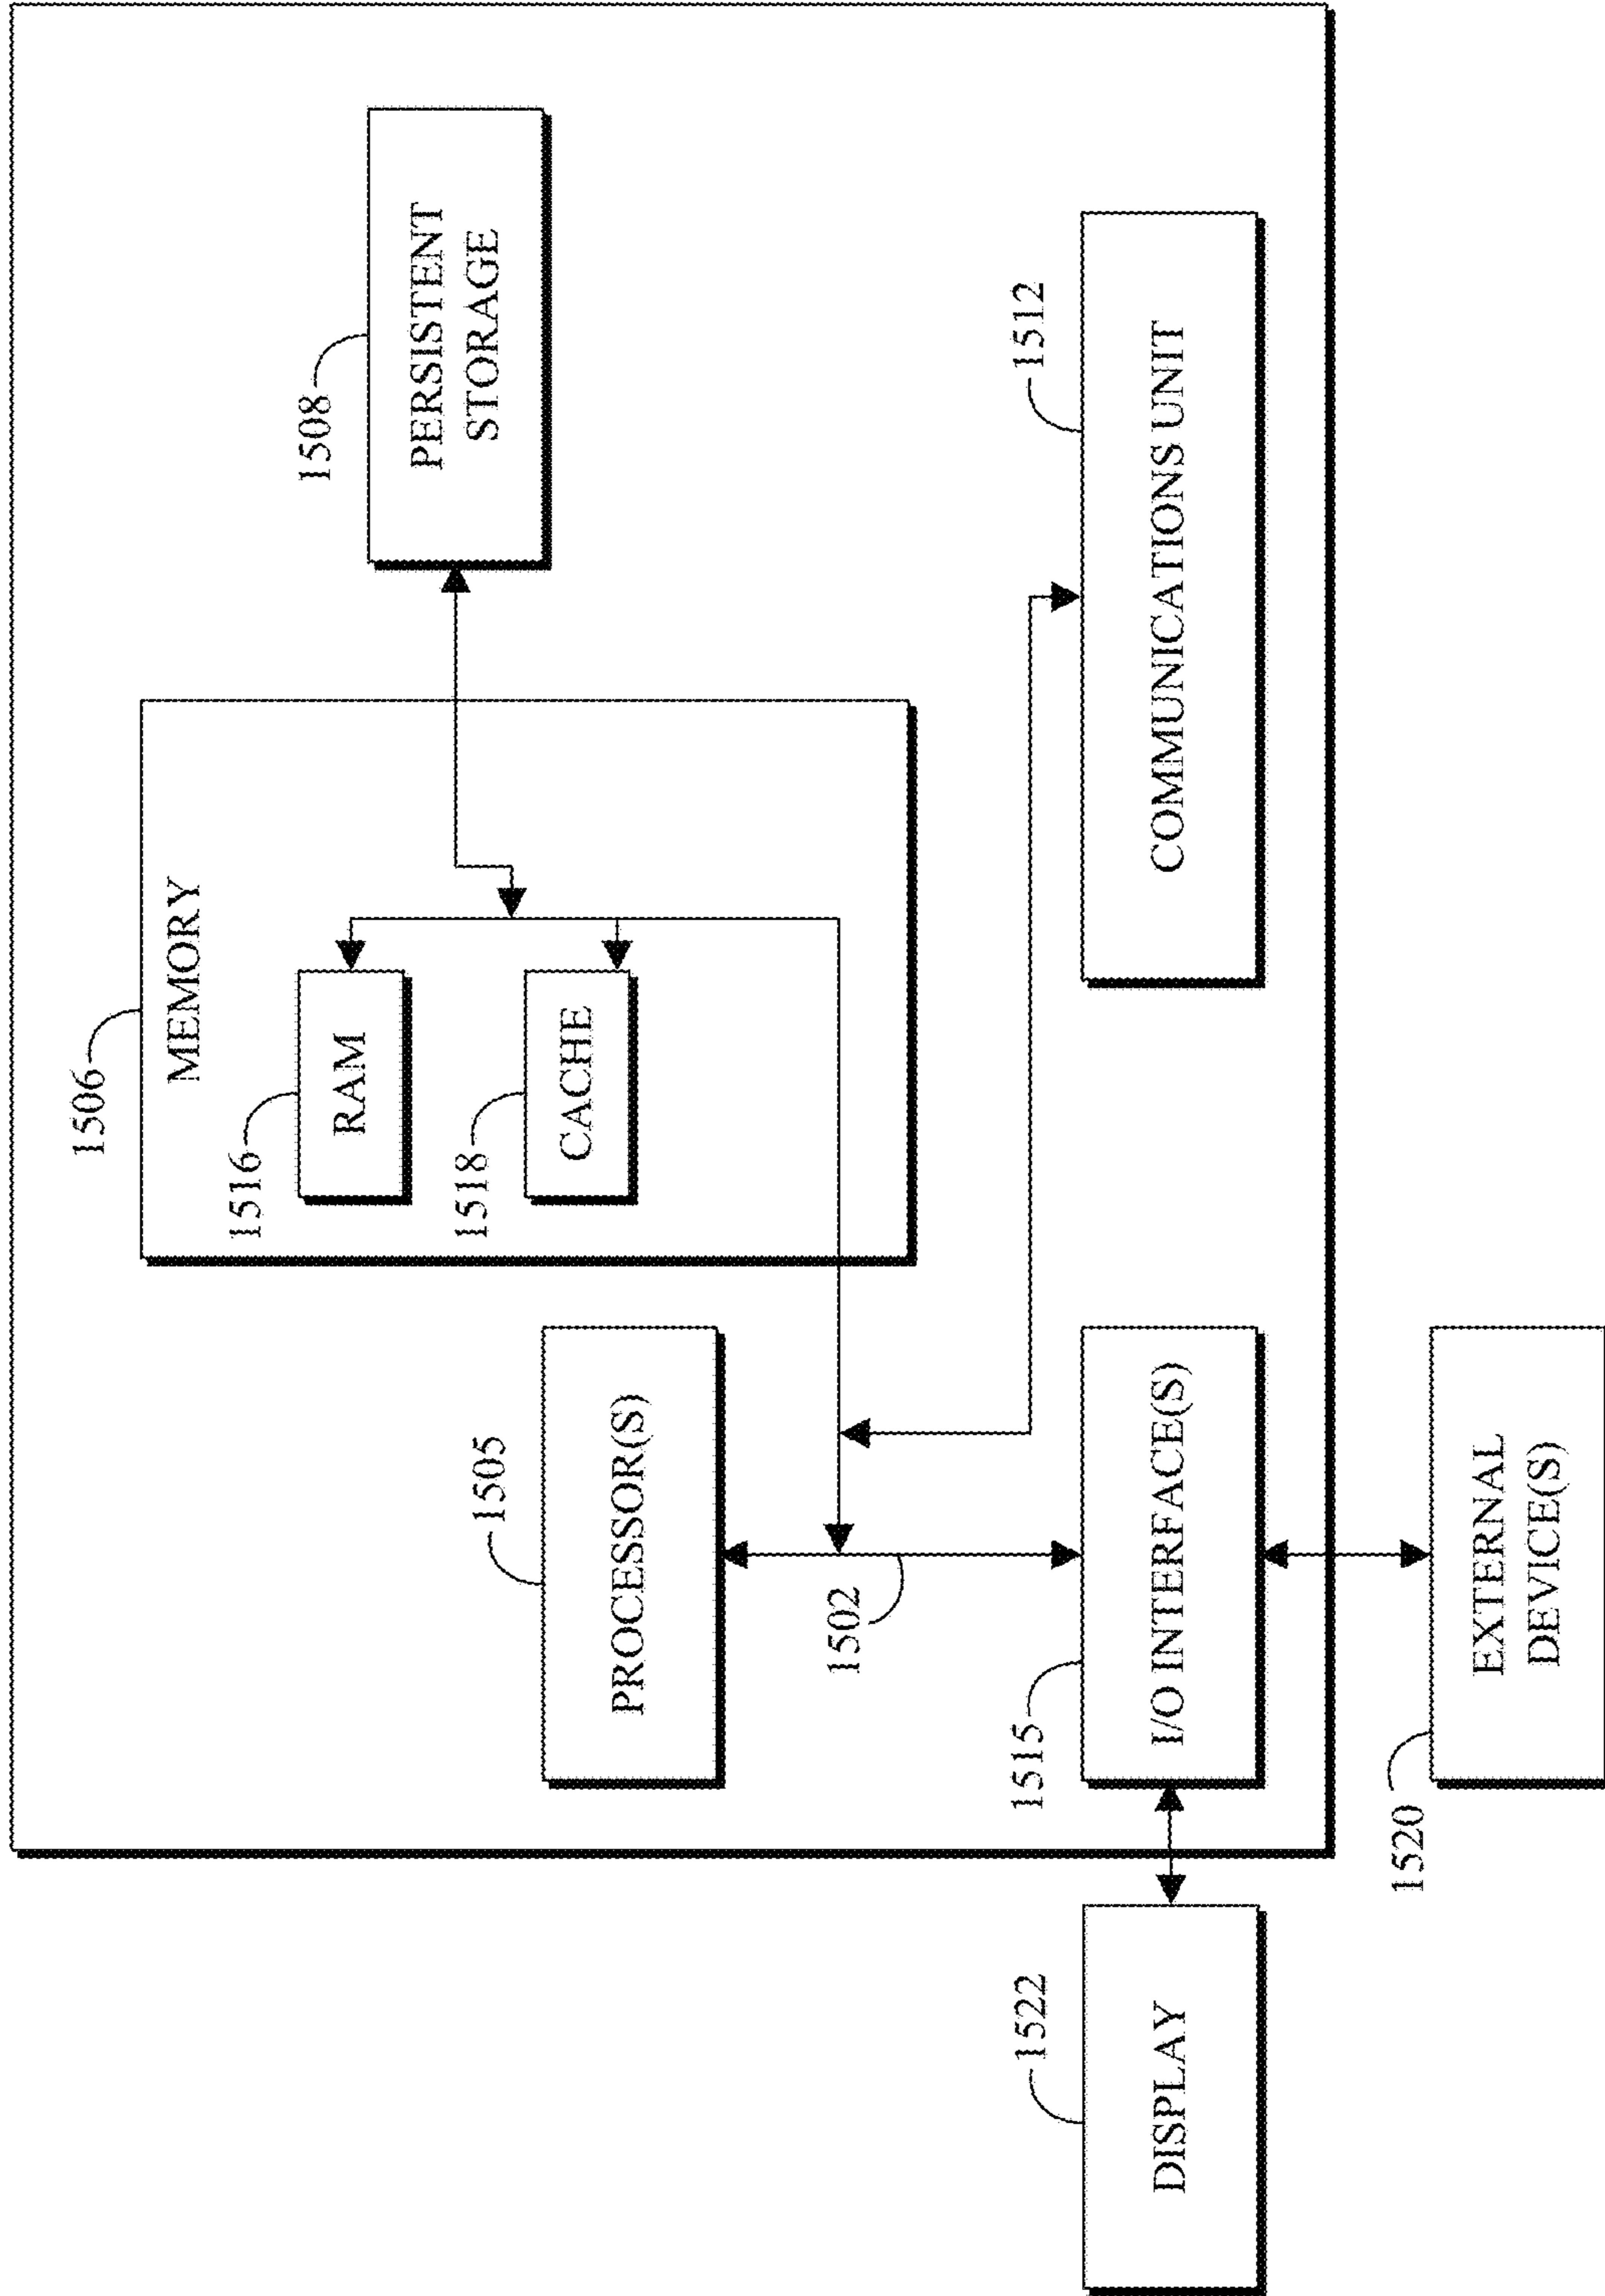 1506
MEMORY
1516
RAM
1518
CACHE
1508
PERSISTENT
STORAGE
1505
PROCESSOR(S)
1502
1515
I/O INTERFACE(S)
1512
COMMUNICATIONS UNIT
1522
DISPLAY
1520
EXTERNAL
DEVICE(S)